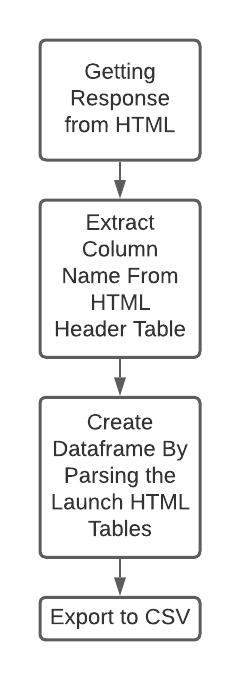 Getting
Response
from HTML
Extract
Column
Name From
HTML
Header Table
Create
Dataframe By
Parsing the
Launch HTML
Tables
Export to CSV